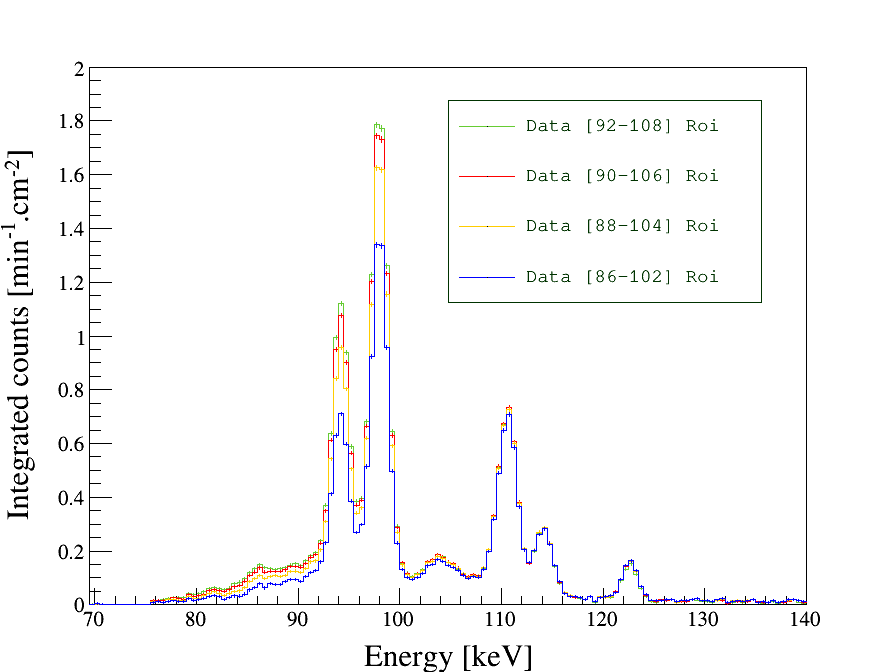 2
1.8
1.6
1.4
1.2
1
0.8
0.6
0.4
0.2
0
Integrated counts [min-1.cm-2]
Data [92-108] Roi
Data [90-106] Roi
Data [88-104] Roi
Data [86-102] Roi
70 80 90 100 110 120 130 140
Energy [keV]